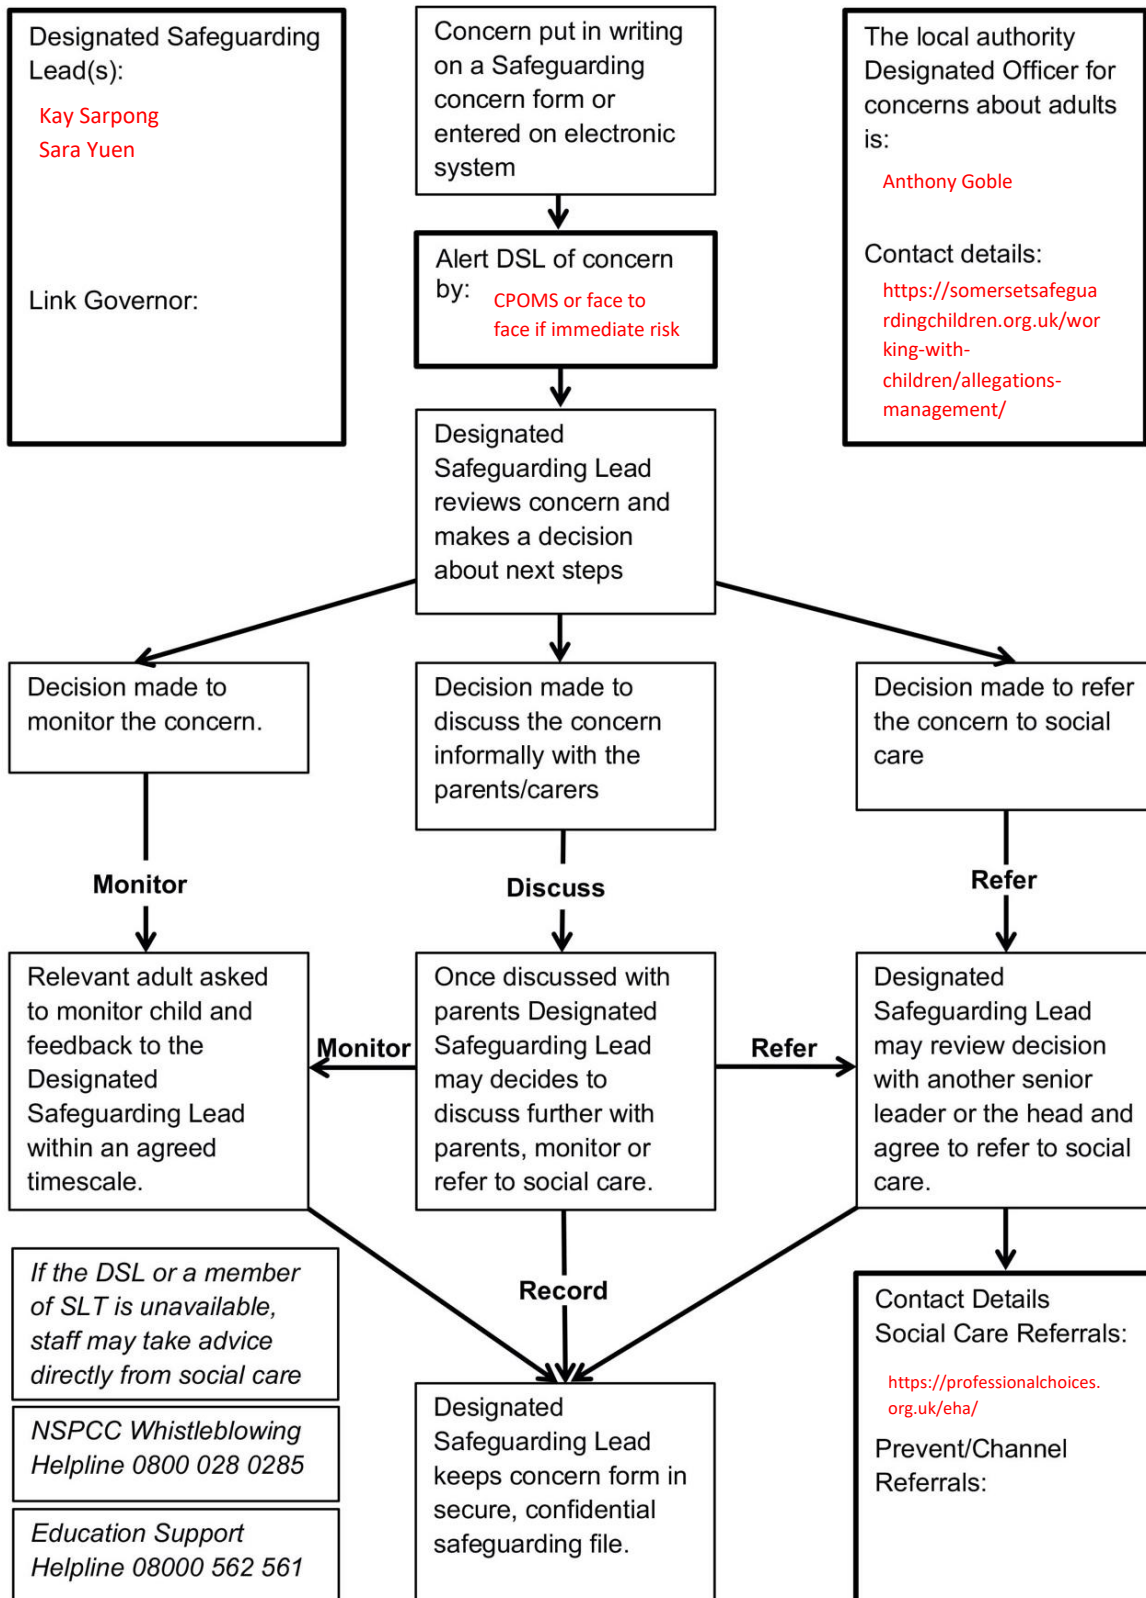 Designated Safeguarding
Lead(s):
Kay Sarpong
Sara Yuen
Link Governor:
Concern put in writing
on a Safeguarding
concern form or
entered on electronic
system
The local authority
Designated Officer for
concerns about adults
is:
Anthony Goble
Contact details:
https://somersetsafegua
rdingchildren.org.uk/wor
king-with-
children/allegations-
management/
Alert DSL of concern
by:
CPOMS or face to
face if immediate risk
Designated
Safeguarding Lead
reviews concern and
makes a decision
about next steps
Decision made to
monitor the concern.
Decision made to
discuss the concern
informally with the
parents/carers
Decision made to refer
the concern to social
care
Monitor
Discuss
Refer
Relevant adult asked
to monitor child and
feedback to the
Designated
Safeguarding Lead
within an agreed
timescale.
Monitor
Once discussed with
parents Designated
Safeguarding Lead
may decides to
discuss further with
parents, monitor or
refer to social care.
Refer
Designated
Safeguarding Lead
may review decision
with another senior
leader or the head and
agree to refer to social
care.
If the DSL or a member
of SLT is unavailable,
staff may take advice
directly from social care
NSPCC Whistleblowing
Helpline 0800 028 0285
Education Support
Helpline 08000 562 561
Record
Designated
Safeguarding Lead
keeps concern form in
secure, confidential
safeguarding file.
Contact Details
Social Care Referrals:
https://professionalchoices.
org.uk/eha/
Prevent/Channel
Referrals: